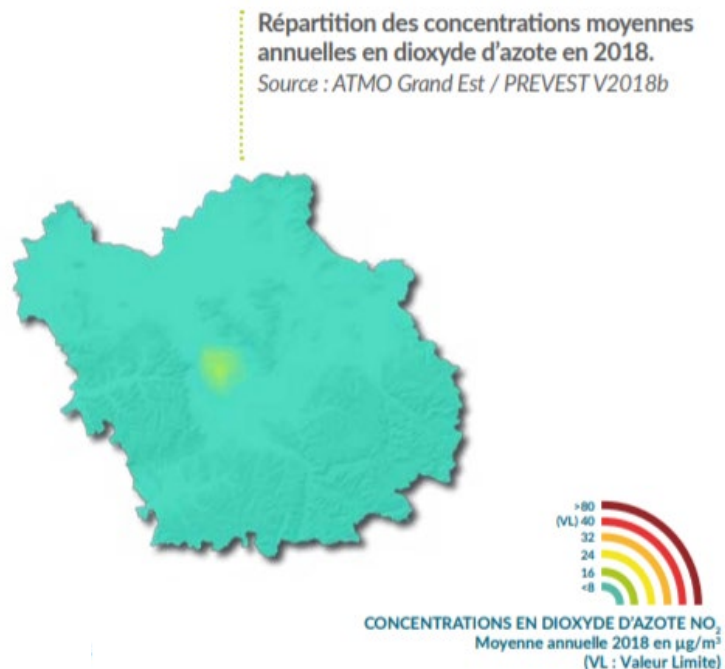 Répartition des concentrations moyennes
annuelles en dioxyde d’azote en 2018.
Source : ATMO Grand Est / PREVEST V2018b
>80
(VL) 40
32
24
16
<8
CONCENTRATIONS EN DIOXYDE D’AZOTE NO₂
Moyenne annuelle 2018 en µg/m³
(VL : Valeur Limite)